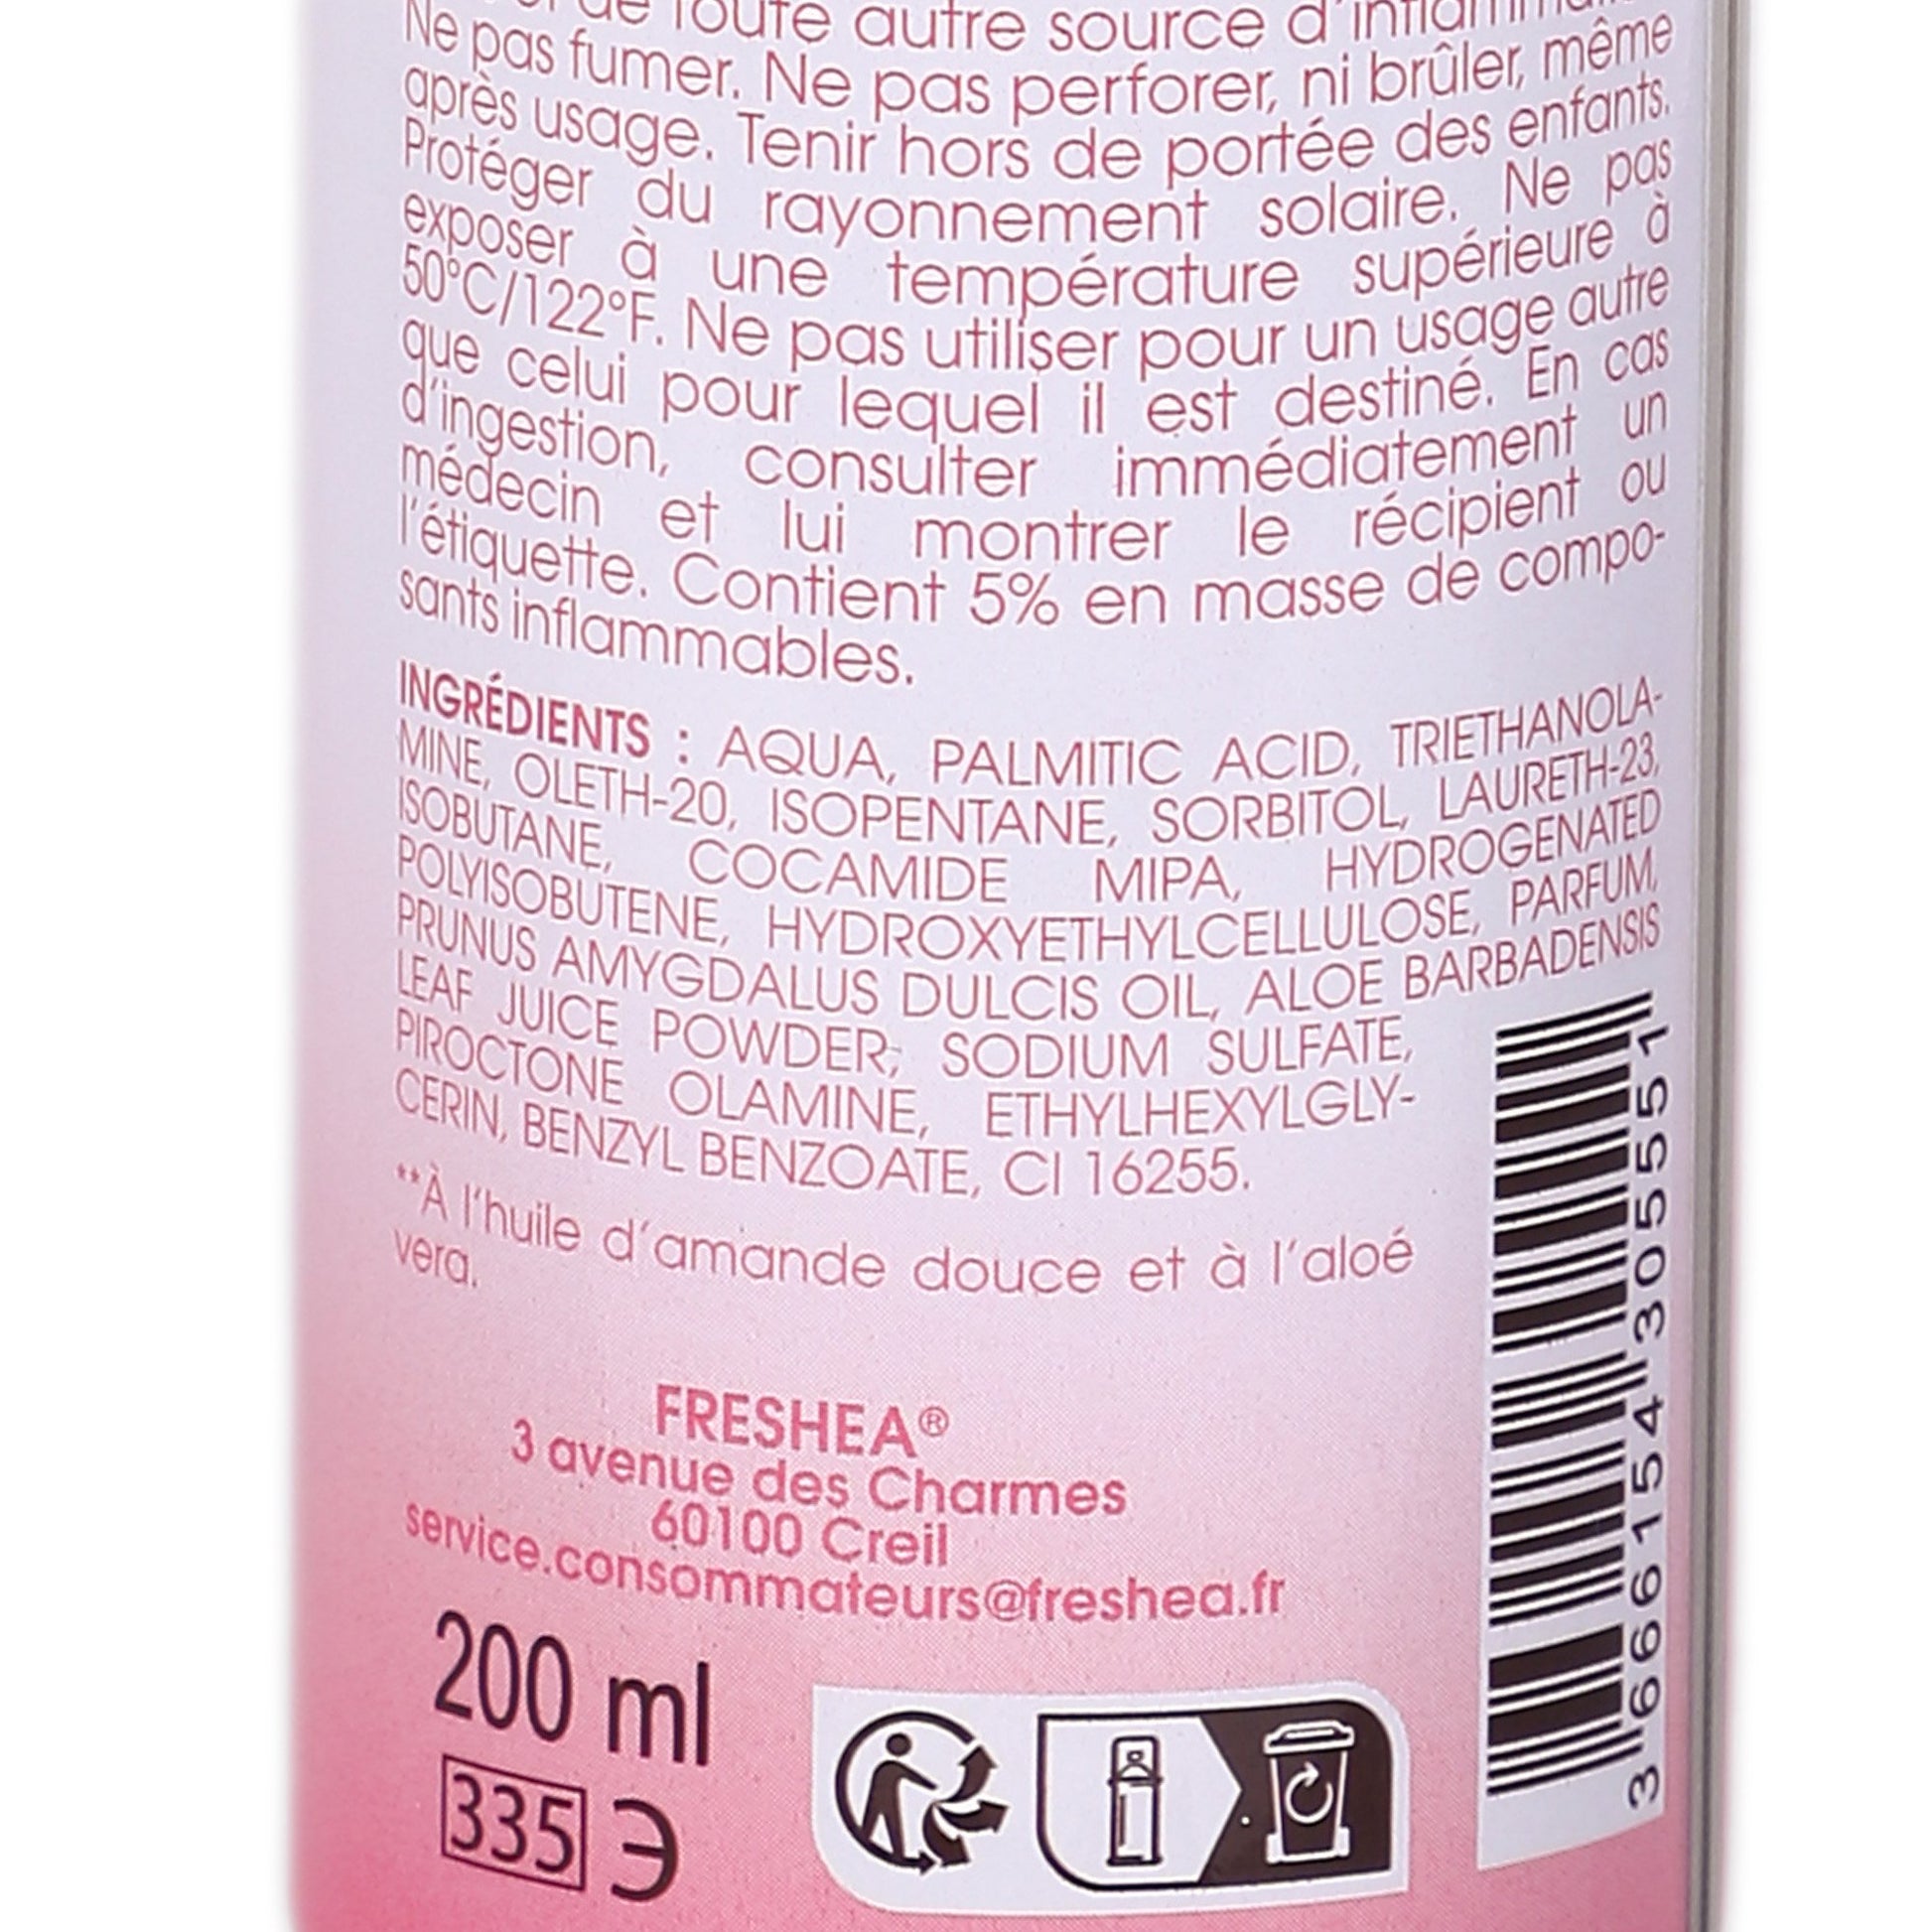 de toute autre source d'inflammation.
Ne pas fumer. Ne pas perforer, ni brûler, même
après usage. Tenir hors de portée des enfants.
Protéger du rayonnement solaire. Ne pas
exposer à une température supérieure à
50°C/122°F. Ne pas utiliser pour un usage autre
que celui pour lequel il est destiné. En cas
d'ingestion, consulter immédiatement un
médecin et lui montrer le récipient ou
l'étiquette. Contient 5% en masse de compo-
sants inflammables.
INGRÉDIENTS : AQUA, PALMITIC ACID, TRIETHANOLA-
MINE, OLETH-20, ISOPENTANE, SORBITOL, LAURETH-23,
ISOBUTANE, COCAMIDE MIPA, HYDROGENATED
POLYISOBUTENE, HYDROXYETHYLCELLULOSE, PARFUM,
PRUNUS AMYGDALUS DULCIS OIL, ALOE BARBADENSIS
LEAF JUICE POWDER, SODIUM SULFATE,
PIROCTONE OLAMINE, ETHYLHEXYLGLY-
CERIN, BENZYL BENZOATE, CI 16255.
**À l'huile d'amande douce et à l'aloé
vera.
FRESHEA®
3 avenue des Charmes
60100 Creil
service.consommateurs@freshea.fr
200 ml
335 Э
3 666154 305551